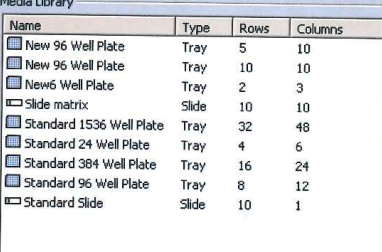 Media Library
Name Type Rows Columns
New 96 Well Plate Tray 5 10
New 96 Well Plate Tray 10 10
New6 Well Plate Tray 2 3
Slide matrix Slide 10 10
Standard 1536 Well Plate Tray 32 48
Standard 24 Well Plate Tray 4 6
Standard 384 Well Plate Tray 16 24
Standard 96 Well Plate Tray 8 12
Standard Slide Slide 10 1